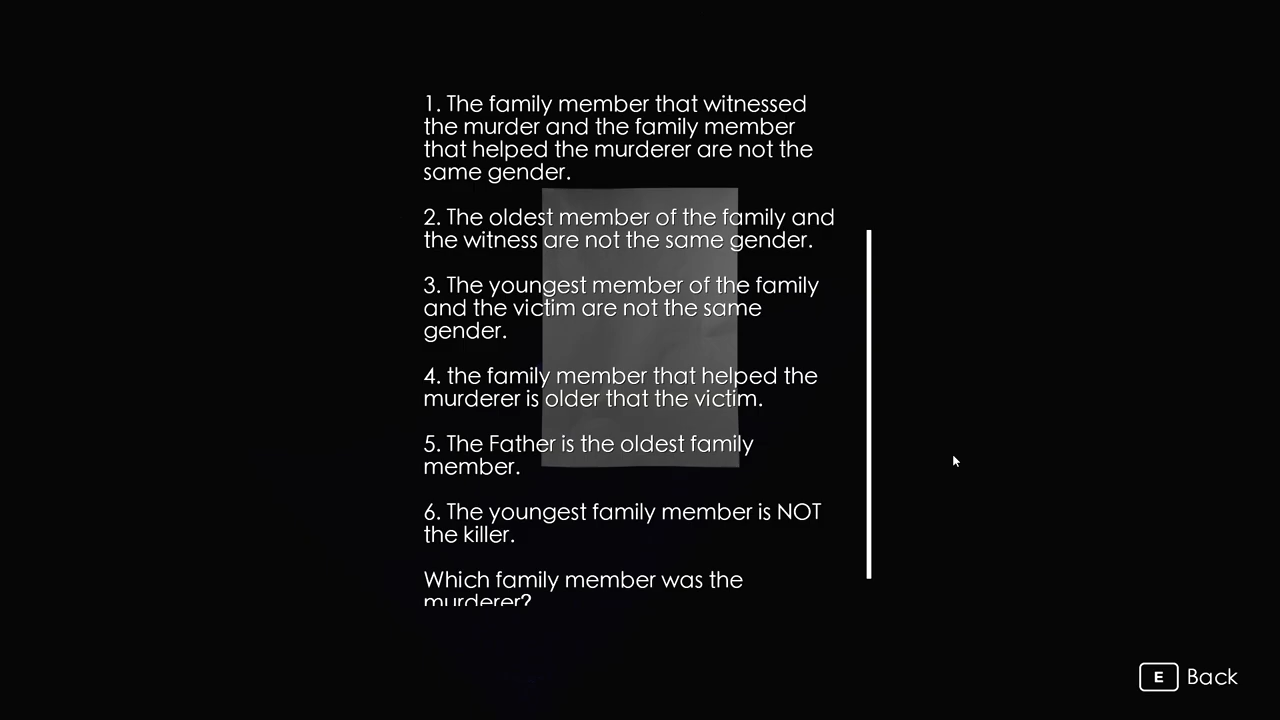 1. The family member that witnessed
the murder and the family member
that helped the murderer are not the
same gender.
2. The oldest member of the family and
the witness are not the same gender.
3. The youngest member of the family
and the victim are not the same
gender.
4. the family member that helped the
murderer is older that the victim.
5. The Father is the oldest family
member.
6. The youngest family member is NOT
the killer.
Which family member was the
murderer?
E Back